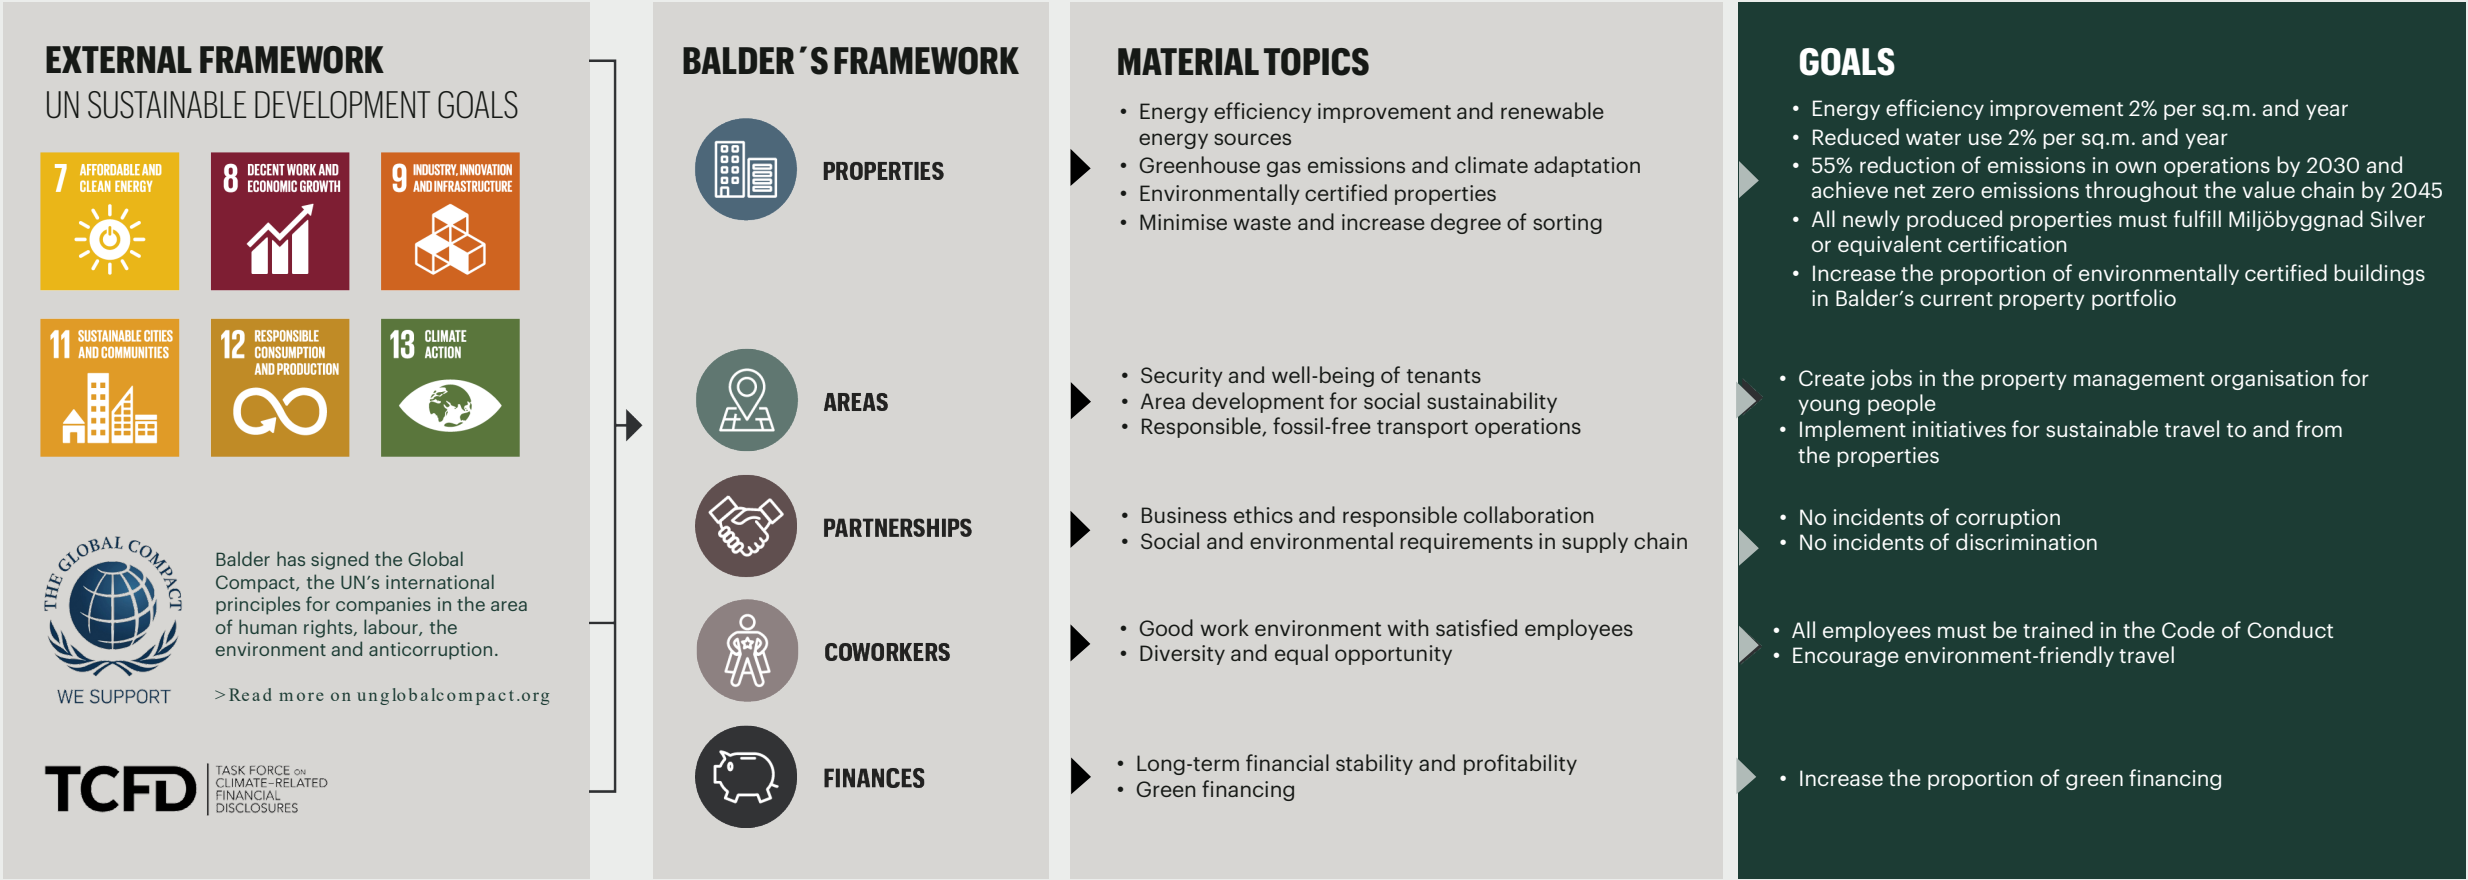 EXTERNAL FRAMEWORK
UN SUSTAINABLE DEVELOPMENT GOALS
7 AFFORDABLE AND
CLEAN ENERGY
8 DECENT WORK AND
ECONOMIC GROWTH
9 INDUSTRY, INNOVATION
AND INFRASTRUCTURE
11 SUSTAINABLE CITIES
AND COMMUNITIES
12 RESPONSIBLE
CONSUMPTION
AND PRODUCTION
13 CLIMATE
ACTION
THE GLOBAL COMPACT
WE SUPPORT
Balder has signed the Global
Compact, the UN’s international
principles for companies in the area
of human rights, labour, the
environment and anticorruption.
>Read more on unglobalcompact.org
TCFD
TASK FORCE ON
CLIMATE-RELATED
FINANCIAL
DISCLOSURES
BALDER´S FRAMEWORK
PROPERTIES
AREAS
PARTNERSHIPS
COWORKERS
FINANCES
MATERIAL TOPICS
• Energy efficiency improvement and renewable
energy sources
• Greenhouse gas emissions and climate adaptation
• Environmentally certified properties
• Minimise waste and increase degree of sorting
• Security and well-being of tenants
• Area development for social sustainability
• Responsible, fossil-free transport operations
• Business ethics and responsible collaboration
• Social and environmental requirements in supply chain
• Good work environment with satisfied employees
• Diversity and equal opportunity
• Long-term financial stability and profitability
• Green financing
GOALS
• Energy efficiency improvement 2% per sq.m. and year
• Reduced water use 2% per sq.m. and year
• 55% reduction of emissions in own operations by 2030 and
achieve net zero emissions throughout the value chain by 2045
• All newly produced properties must fulfill Miljöbyggnad Silver
or equivalent certification
• Increase the proportion of environmentally certified buildings
in Balder’s current property portfolio
• Create jobs in the property management organisation for
young people
• Implement initiatives for sustainable travel to and from
the properties
• No incidents of corruption
• No incidents of discrimination
• All employees must be trained in the Code of Conduct
• Encourage environment-friendly travel
• Increase the proportion of green financing